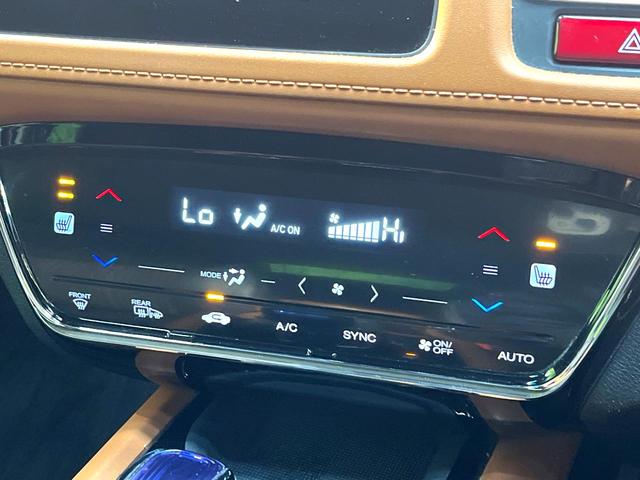 Lo A/C ON Hi
MODE
FRONT REAR A/C SYNC ON/OFF AUTO